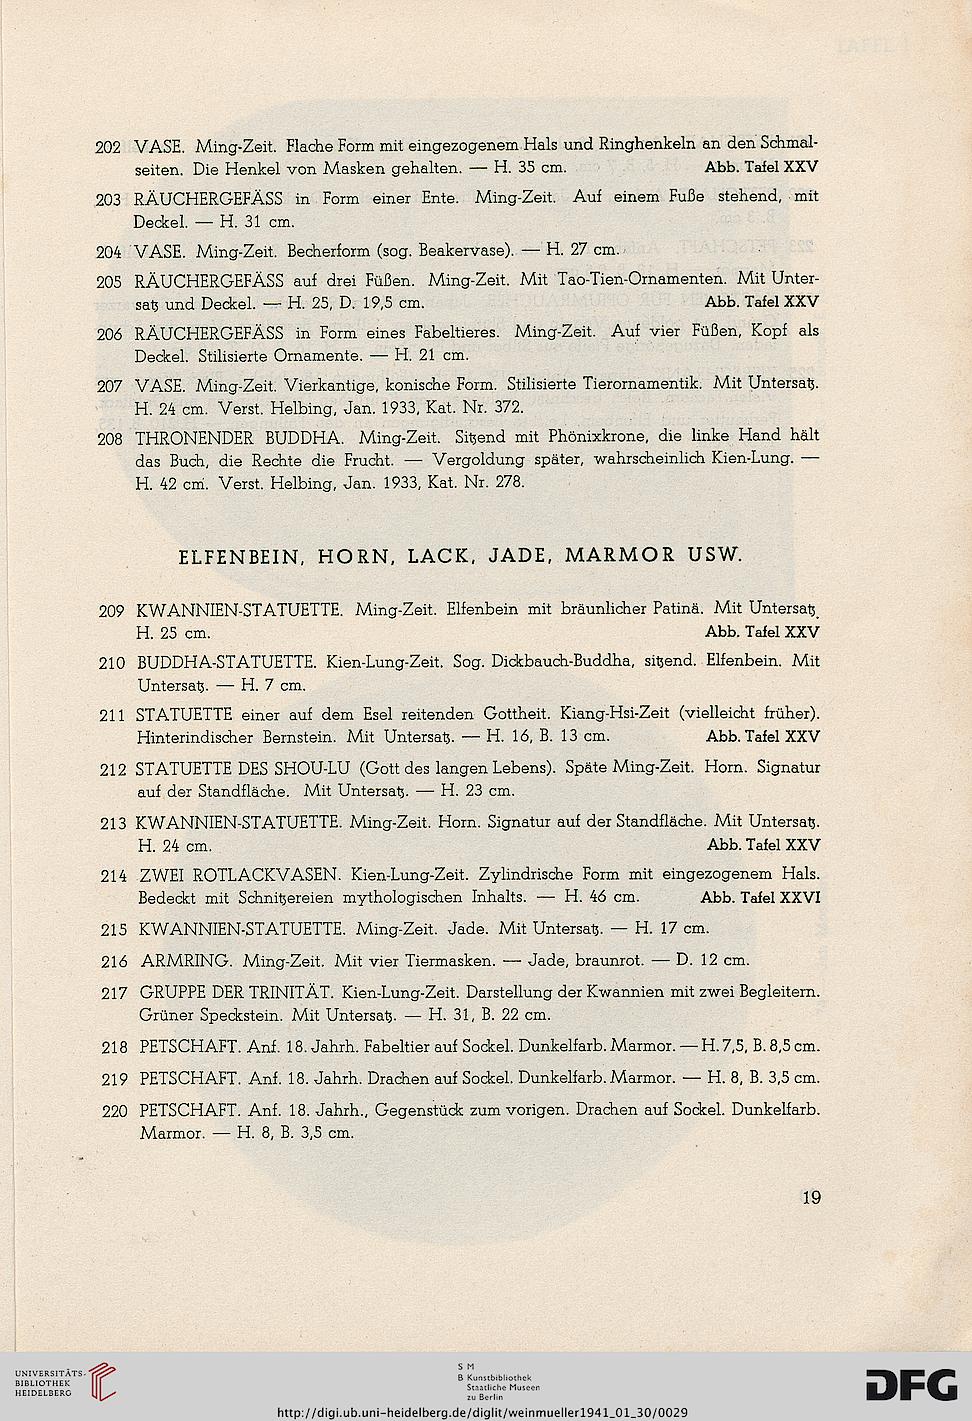 202 VASE. Ming-Zeit. Flache Form mit eingezogenem Hals und Ringhenkeln an den Schmal-
seiten. Die Henkel von Masken gehalten. — H. 35 cm. Abb. Tafel XXV
203 RÄUCHERGEFÄSS in Form einer Ente. Ming-Zeit. Auf einem Fuße stehend, mit
Deckel. — H. 31 cm.
204 VASE. Ming-Zeit. Becherform (sog. Beakervase). — H. 27 cm.
205 RÄUCHERGEFÄSS auf drei Füßen. Ming-Zeit. Mit Tao-Tien-Ornamenten. Mit Unter-
satz und Deckel. — H. 25, D. 19,5 cm. Abb. Tafel XXV
206 RÄUCHERGEFÄSS in Form eines Fabeltieres. Ming-Zeit. Auf vier Füßen, Kopf als
Deckel. Stilisierte Ornamente. — H. 21 cm.
207 VASE. Ming-Zeit. Vierkantige, konische Form. Stilisierte Tierornamentik. Mit Untersatz.
H. 24 cm. Verst. Helbing, Jan. 1933, Kat. Nr. 372.
208 THRONENDER BUDDHA. Ming-Zeit. Sitzend mit Phönixkrone, die linke Hand hält
das Buch, die Rechte die Frucht. — Vergoldung später, wahrscheinlich Kien-Lung. —
H. 42 cm. Verst. Helbing, Jan. 1933, Kat. Nr. 278.
ELFENBEIN, HORN, LACK, JADE, MARMOR USW.
209 KWANNIEN-STATUETTE. Ming-Zeit. Elfenbein mit bräunlicher Patinä. Mit Untersatz.
H. 25 cm. Abb. Tafel XXV
210 BUDDHA-STATUETTE. Kien-Lung-Zeit. Sog. Dickbauch-Buddha, sitzend. Elfenbein. Mit
Untersatz. — H. 7 cm.
211 STATUETTE einer auf dem Esel reitenden Gottheit. Kiang-Hsi-Zeit (vielleicht früher).
Hinterindischer Bernstein. Mit Untersatz. — H. 16, B. 13 cm. Abb. Tafel XXV
212 STATUETTE DES SHOU-LU (Gott des langen Lebens). Späte Ming-Zeit. Horn. Signatur
auf der Standfläche. Mit Untersatz. — H. 23 cm.
213 KWANNIEN-STATUETTE. Ming-Zeit. Horn. Signatur auf der Standfläche. Mit Untersatz.
H. 24 cm. Abb. Tafel XXV
214 ZWEI ROTLACKVASEN. Kien-Lung-Zeit. Zylindrische Form mit eingezogenem Hals.
Bedeckt mit Schnitzereien mythologischen Inhalts. — H. 46 cm. Abb. Tafel XXVI
215 KWANNIEN-STATUETTE. Ming-Zeit. Jade. Mit Untersatz. — H. 17 cm.
216 ARMRING. Ming-Zeit. Mit vier Tiermasken. — Jade, braunrot. — D. 12 cm.
217 GRUPPE DER TRINITÄT. Kien-Lung-Zeit. Darstellung der Kwannien mit zwei Begleitern.
Grüner Speckstein. Mit Untersatz. — H. 31, B. 22 cm.
218 PETSCHAFT. Anf. 18. Jahrh. Fabeltier auf Sockel. Dunkelfarb. Marmor. — H. 7,5, B. 8,5 cm.
219 PETSCHAFT. Anf. 18. Jahrh. Drachen auf Sockel. Dunkelfarb. Marmor. — H. 8, B. 3,5 cm.
220 PETSCHAFT. Anf. 18. Jahrh., Gegenstück zum vorigen. Drachen auf Sockel. Dunkelfarb.
Marmor. — H. 8, B. 3,5 cm.
19
UNIVERSITÄTS-
BIBLIOTHEK
HEIDELBERG
S M
B Kunstbibliothek
Staatliche Museen
zu Berlin
DFG
http://digi.ub.uni-heidelberg.de/diglit/weinmueller1941_01_30/0029